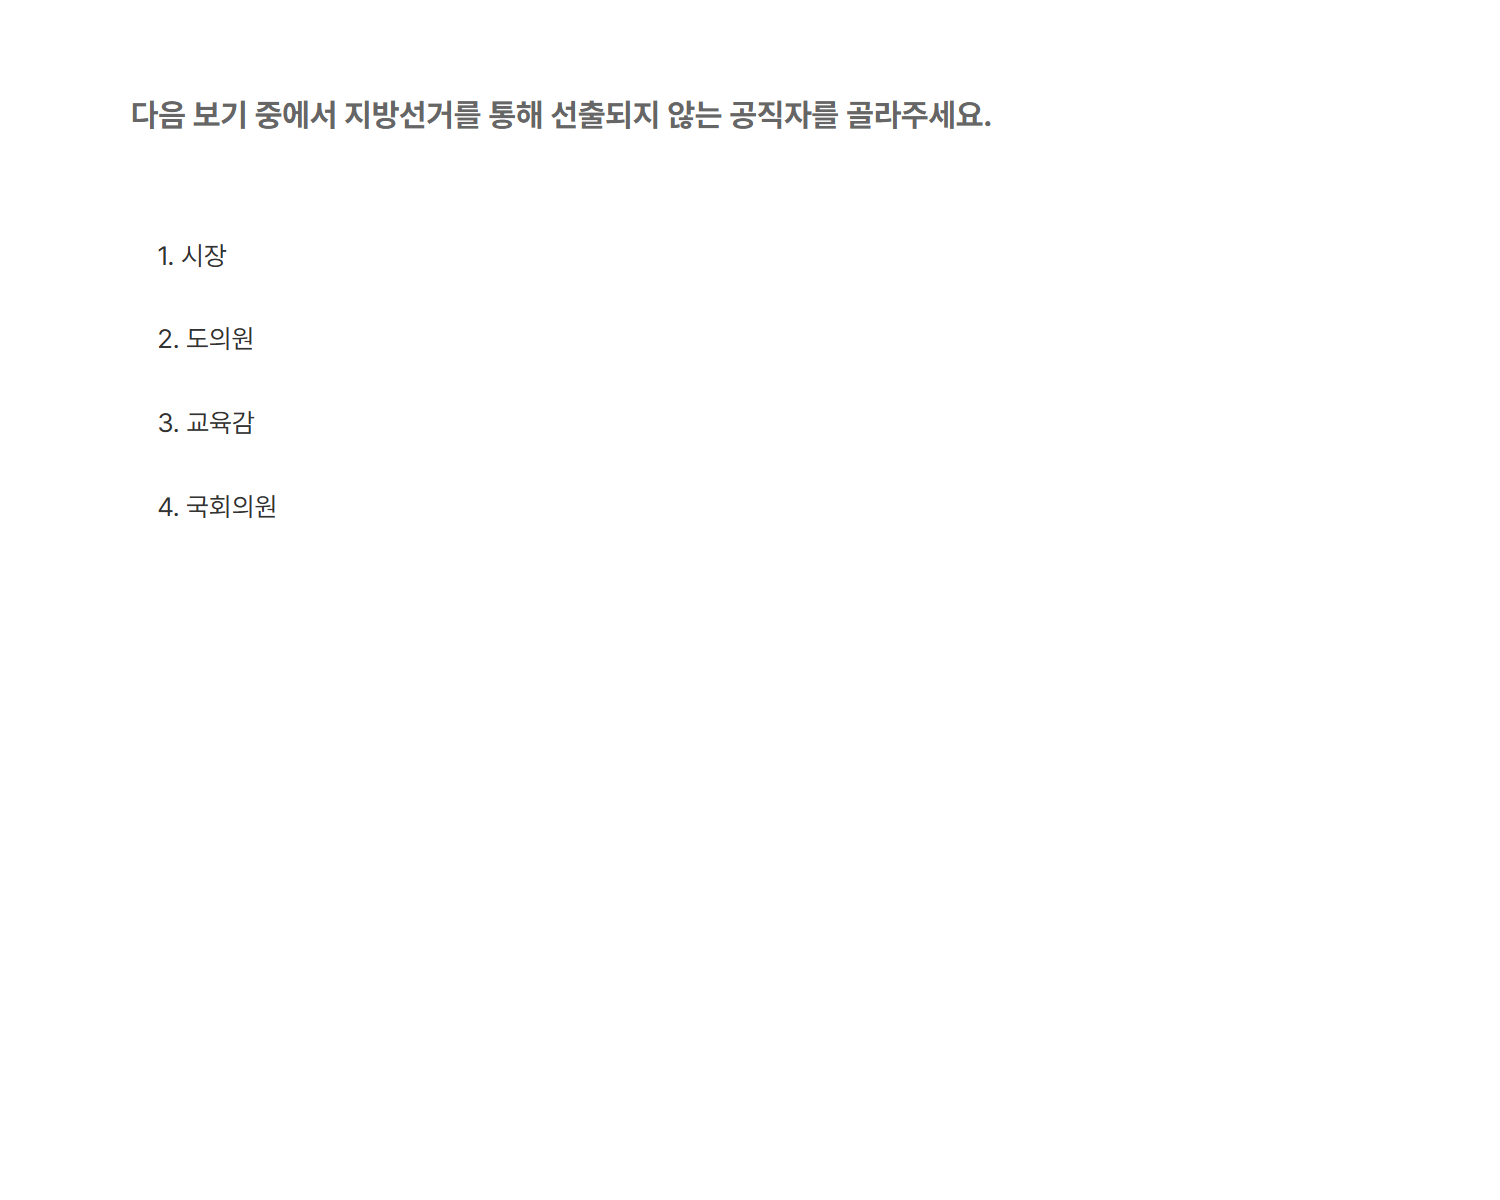 다음 보기 중에서 지방선거를 통해 선출되지 않는 공직자를 골라주세요.
1. 시장
2. 도의원
3. 교육감
4. 국회의원